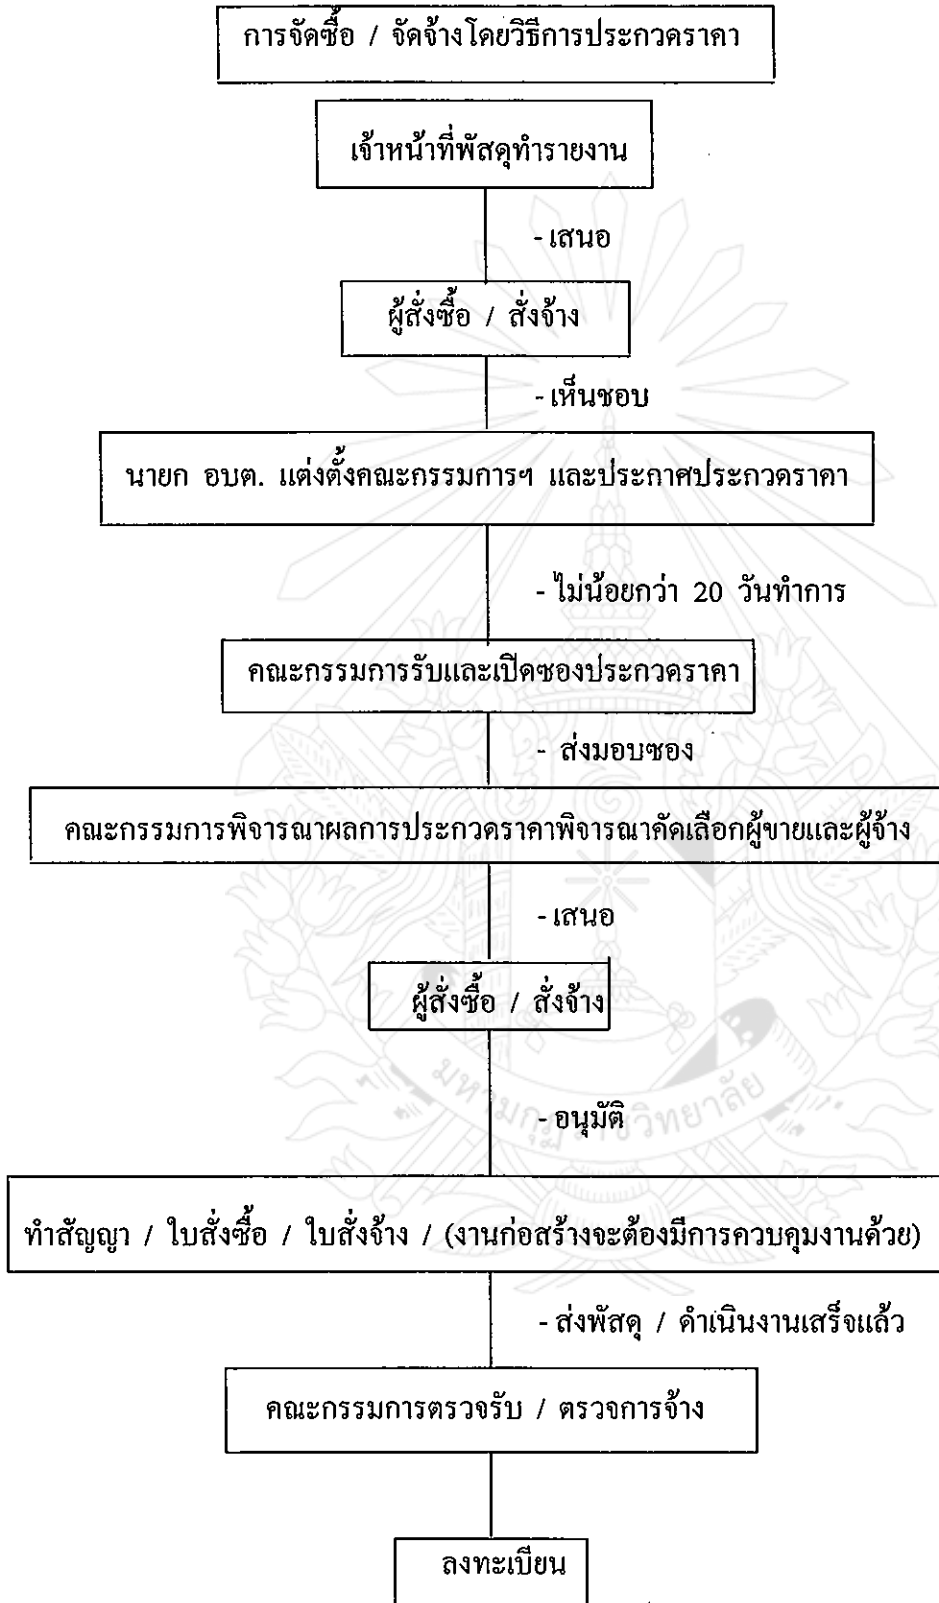 การจัดซื้อ / จัดจ้างโดยวิธีการประกวดราคา
เจ้าหน้าที่พัสดุทำรายงาน
- เสนอ
ผู้สั่งซื้อ / สั่งจ้าง
- เห็นชอบ
นายก อบต. แต่งตั้งคณะกรรมการฯ และประกาศประกวดราคา
- ไม่น้อยกว่า 20 วันทำการ
คณะกรรมการรับและเปิดซองประกวดราคา
- ส่งมอบซอง
คณะกรรมการพิจารณาผลการประกวดราคาพิจารณาคัดเลือกผู้ขายและผู้จ้าง
- เสนอ
ผู้สั่งซื้อ / สั่งจ้าง
มหามกุฏราชวิทยาลัย
- อนุมัติ
ทำสัญญา / ใบสั่งซื้อ / ใบสั่งจ้าง / (งานก่อสร้างจะต้องมีการควบคุมงานด้วย)
- ส่งพัสดุ / ดำเนินงานเสร็จแล้ว
คณะกรรมการตรวจรับ / ตรวจการจ้าง
ลงทะเบียน